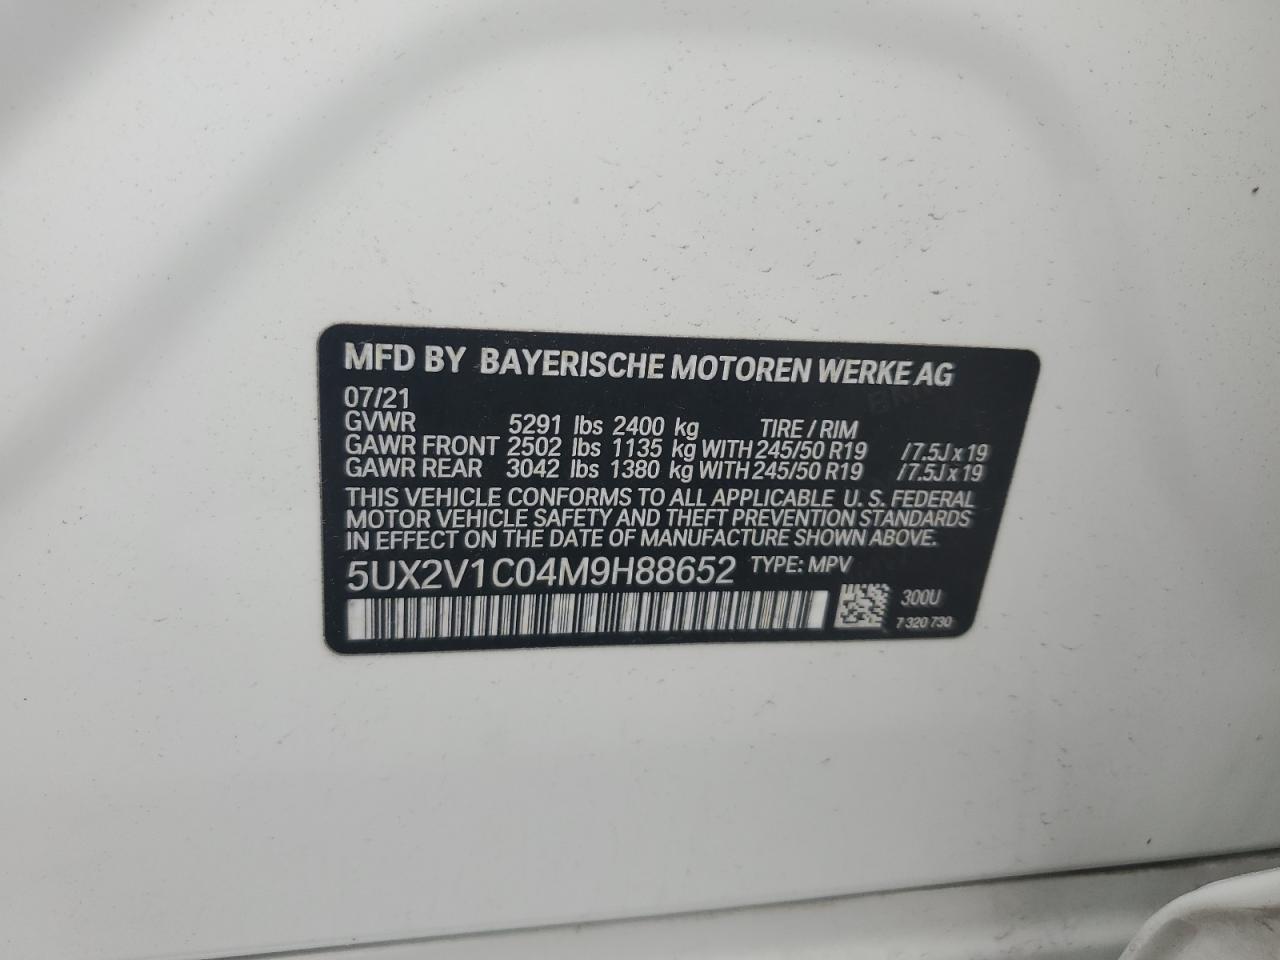 MFD BY BAYERISCHE MOTOREN WERKE AG
07/21
GVWR 5291 lbs 2400 kg TIRE / RIM
GAWR FRONT 2502 lbs 1135 kg WITH 245/50 R19 /7.5J x 19
GAWR REAR 3042 lbs 1380 kg WITH 245/50 R19 /7.5J x 19
THIS VEHICLE CONFORMS TO ALL APPLICABLE U. S. FEDERAL
MOTOR VEHICLE SAFETY AND THEFT PREVENTION STANDARDS
IN EFFECT ON THE DATE OF MANUFACTURE SHOWN ABOVE.
5UX2V1C04M9H88652 TYPE: MPV
300U
7 320 730